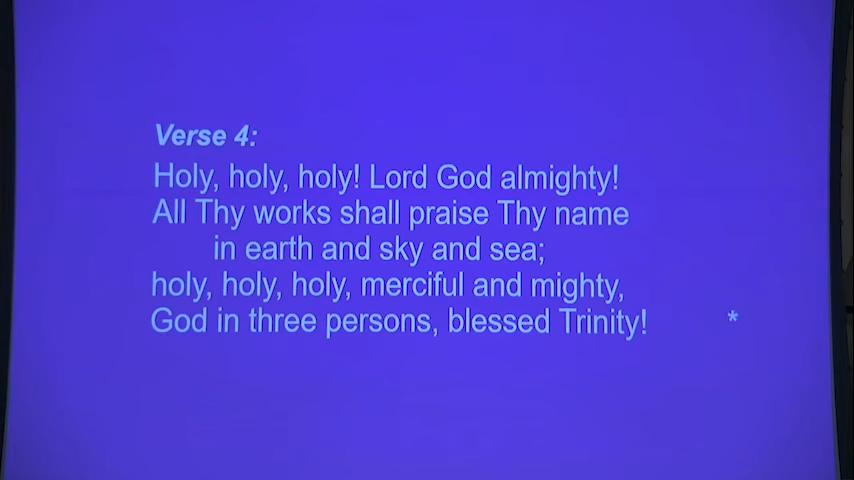 Verse 4:
Holy, holy, holy! Lord God almighty!
All Thy works shall praise Thy name
in earth and sky and sea;
holy, holy, holy, merciful and mighty,
God in three persons, blessed Trinity! *